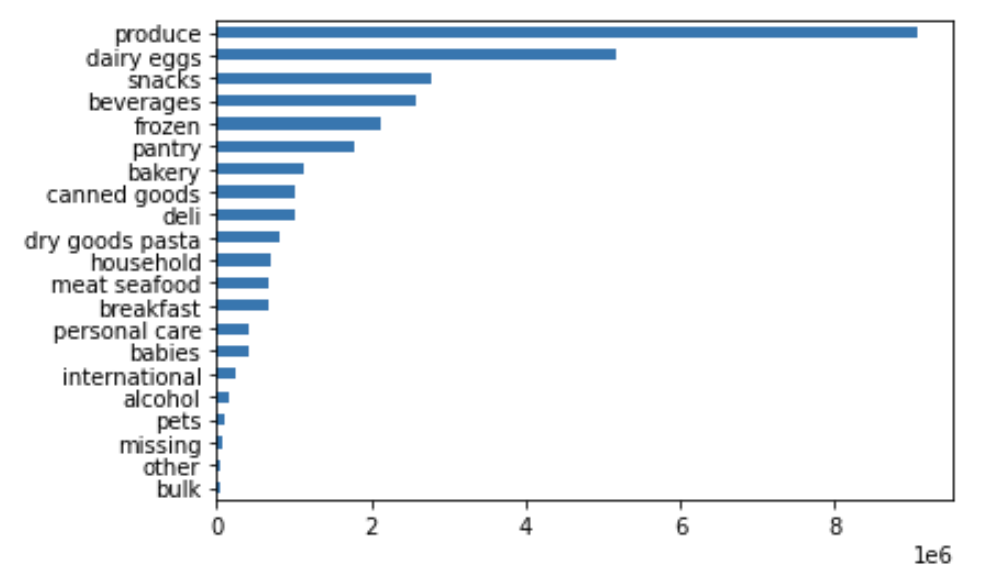 produce
dairy eggs
snacks
beverages
frozen
pantry
bakery
canned goods
deli
dry goods pasta
household
meat seafood
breakfast
personal care
babies
international
alcohol
pets
missing
other
bulk
0 2 4 6 8
1e6